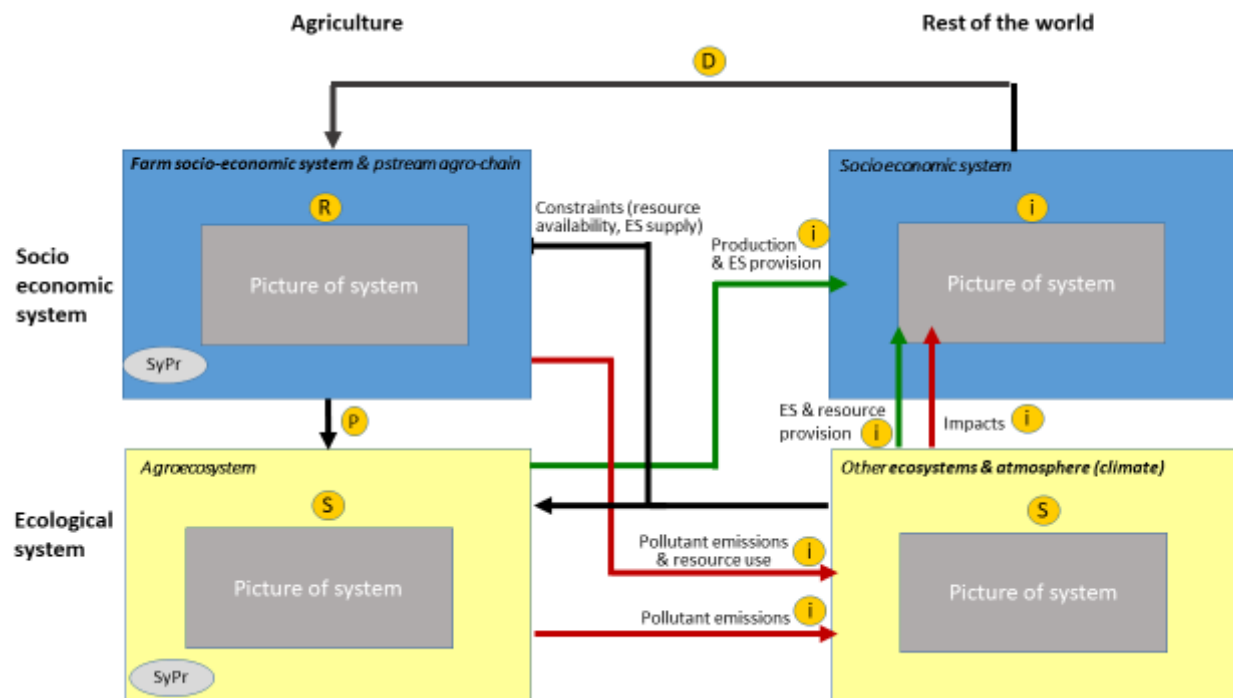 Agriculture
Rest of the world
D
Farm socio-economic system & pstream agro-chain
Socioeconomic system
R
i
Constraints (resource
availability, ES supply)
Production
& ES provision
i
Socio
economic
system
Picture of system
Picture of system
SyPr
P
ES & resource
provision
i
Impacts
i
Agroecosystem
Other ecosystems & atmosphere (climate)
S
S
Ecological
system
Pollutant emissions
& resource use
i
Picture of system
Picture of system
Pollutant emissions
i
SyPr